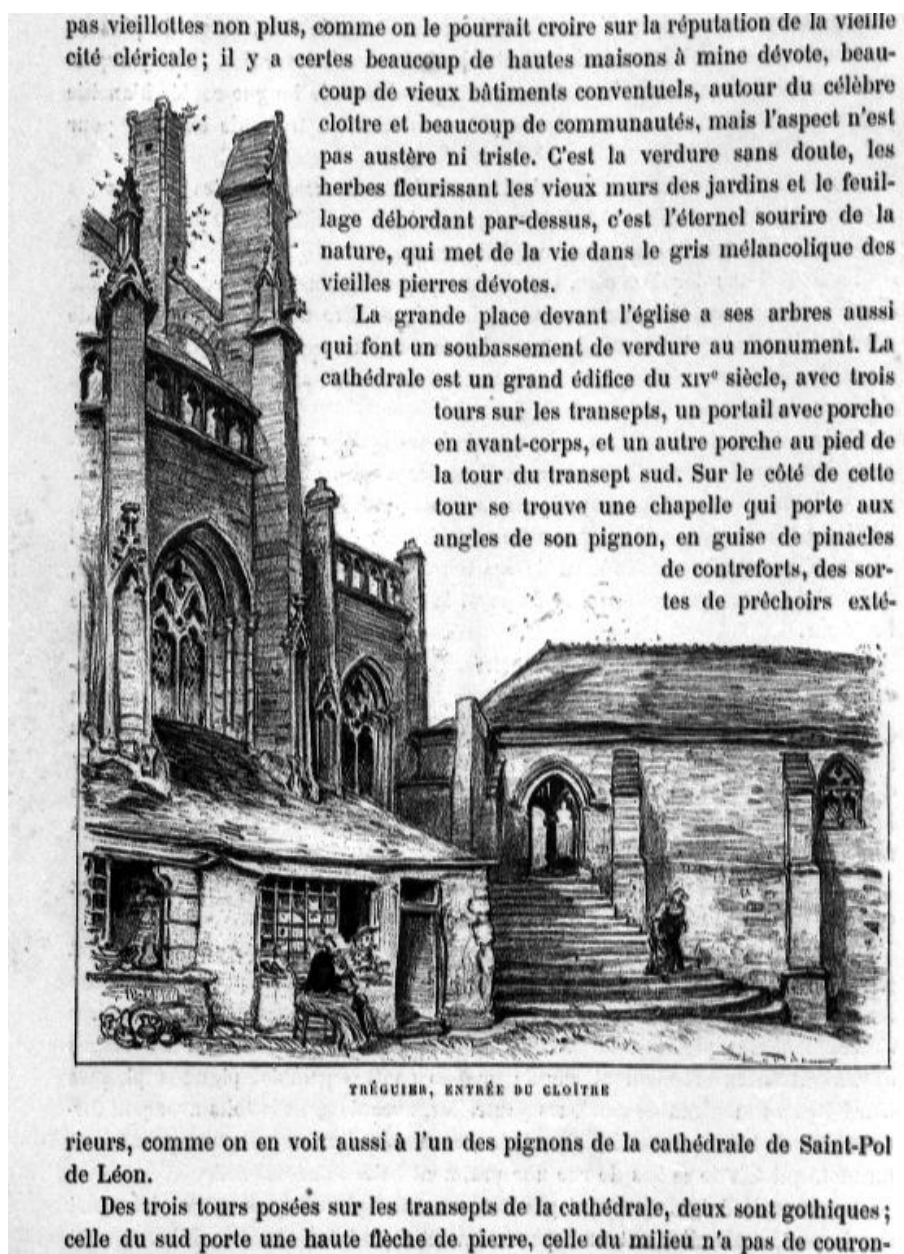 pas vieillottes non plus, comme on le pourrait croire sur la réputation de la vieille
cité cléricale; il y a certes beaucoup de hautes maisons à mine dévote, beau-
coup de vieux bâtiments conventuels, autour du célèbre
cloître et beaucoup de communautés, mais l'aspect n'est
pas austère ni triste. C'est la verdure sans doute, les
herbes fleurissant les vieux murs des jardins et le feuil-
lage débordant par-dessus, c'est l'éternel sourire de la
nature, qui met de la vie dans le gris mélancolique des
vieilles pierres dévotes.
La grande place devant l'église a ses arbres aussi
qui font un soubassement de verdure au monument. La
cathédrale est un grand édifice du XIVe siècle, avec trois
tours sur les transepts, un portail avec porche
en avant-corps, et un autre porche au pied de
la tour du transept sud. Sur le côté de cette
tour se trouve une chapelle qui porte aux
angles de son pignon, en guise de pinacles
de contreforts, des sor-
tes de prêchoirs exté-
TRÉGUIER, ENTRÉE DU CLOÎTRE
rieurs, comme on en voit aussi à l'un des pignons de la cathédrale de Saint-Pol
de Léon.
Des trois tours posées sur les transepts de la cathédrale, deux sont gothiques;
celle du sud porte une haute flèche de pierre, celle du milieu n'a pas de couron-